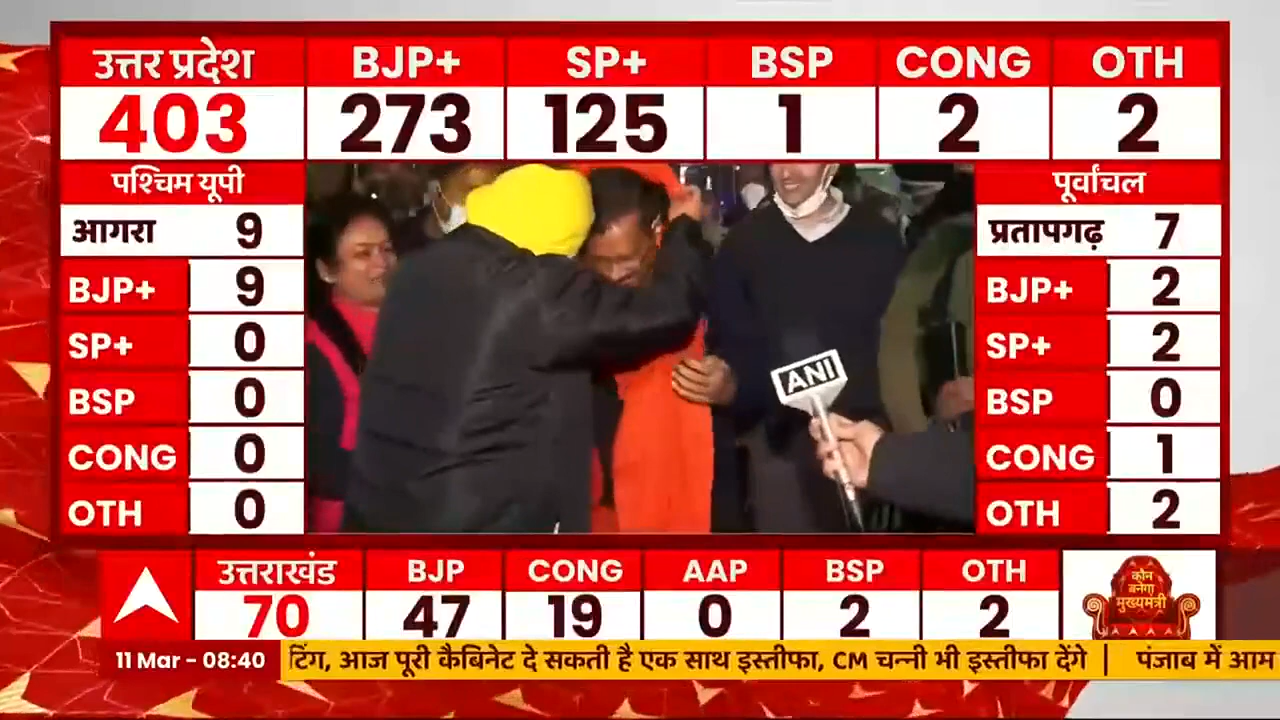 उत्तर प्रदेश BJP+ SP+ BSP CONG OTH
403 273 125 1 2 2
पश्चिम यूपी
आगरा 9
BJP+ 9
SP+ 0
BSP 0
CONG 0
OTH 0
ANI
पूर्वांचल
प्रतापगढ़ 7
BJP+ 2
SP+ 2
BSP 0
CONG 1
OTH 2
उत्तराखंड BJP CONG AAP BSP OTH
70 47 19 0 2 2
कौन
बनेगा
मुख्यमंत्री
11 Mar - 08:40 टिंग, आज पूरी कैबिनेट दे सकती है एक साथ इस्तीफा, CM चन्नी भी इस्तीफा देंगे | पंजाब में आम